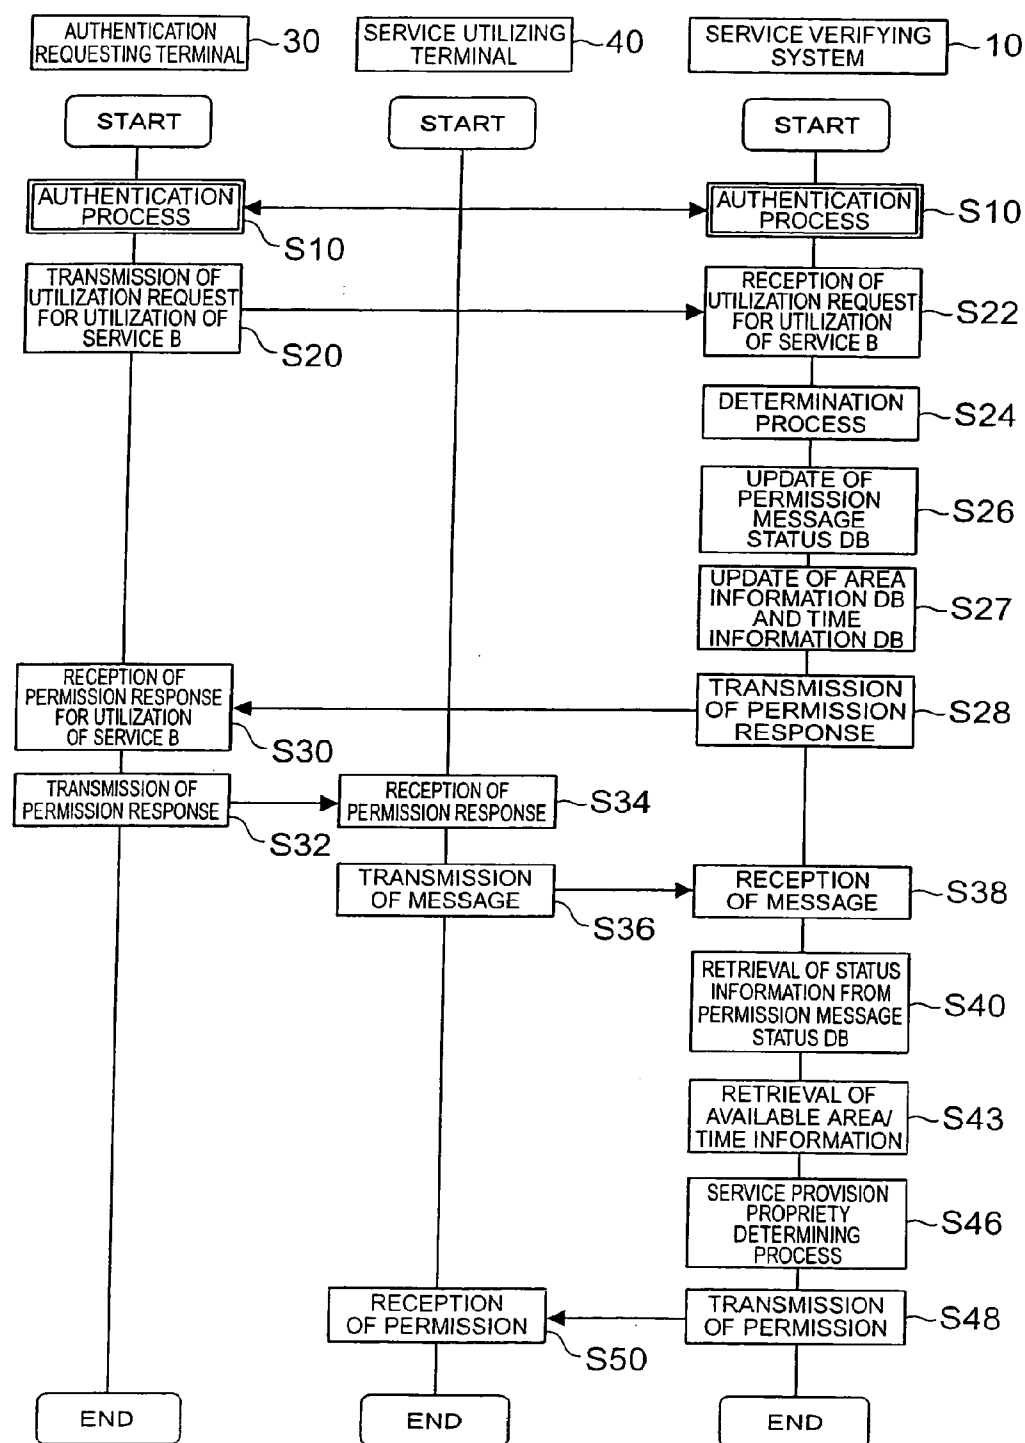 AUTHENTICATION
REQUESTING TERMINAL
30
SERVICE UTILIZING
TERMINAL
40
SERVICE VERIFYING
SYSTEM
10
START
START
START
AUTHENTICATION
PROCESS
S10
AUTHENTICATION
PROCESS
S10
TRANSMISSION OF
UTILIZATION REQUEST
FOR UTILIZATION OF
SERVICE B
S20
RECEPTION OF
UTILIZATION REQUEST
FOR UTILIZATION
OF SERVICE B
S22
DETERMINATION
PROCESS
S24
UPDATE OF
PERMISSION
MESSAGE
STATUS DB
S26
UPDATE OF AREA
INFORMATION DB
AND TIME
INFORMATION DB
S27
RECEPTION OF
PERMISSION RESPONSE
FOR UTILIZATION
OF SERVICE B
S30
TRANSMISSION
OF PERMISSION
RESPONSE
S28
TRANSMISSION OF
PERMISSION RESPONSE
S32
RECEPTION OF
PERMISSION RESPONSE
S34
TRANSMISSION
OF MESSAGE
S36
RECEPTION
OF MESSAGE
S38
RETRIEVAL OF STATUS
INFORMATION FROM
PERMISSION MESSAGE
STATUS DB
S40
RETRIEVAL OF
AVAILABLE AREA/
TIME INFORMATION
S43
SERVICE PROVISION
PROPRIETY
DETERMINING
PROCESS
S46
RECEPTION
OF PERMISSION
S50
TRANSMISSION
OF PERMISSION
S48
END
END
END